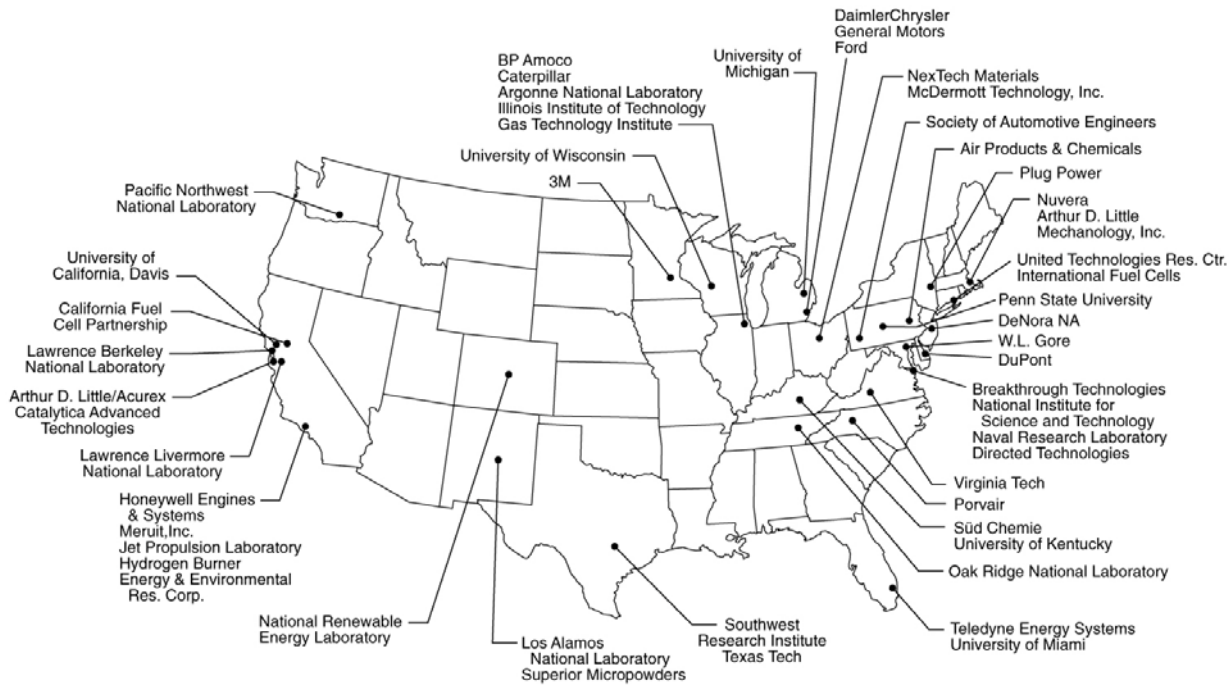 DaimlerChrysler
General Motors
Ford
University of
Michigan
BP Amoco
Caterpillar
Argonne National Laboratory
Illinois Institute of Technology
Gas Technology Institute
NexTech Materials
McDermott Technology, Inc.
Society of Automotive Engineers
University of Wisconsin
Air Products & Chemicals
3M
Plug Power
Pacific Northwest
National Laboratory
Nuvera
Arthur D. Little
Mechanology, Inc.
University of
California, Davis
United Technologies Res. Ctr.
International Fuel Cells
California Fuel
Cell Partnership
Penn State University
DeNora NA
Lawrence Berkeley
National Laboratory
W.L. Gore
DuPont
Arthur D. Little/Acurex
Catalytica Advanced
Technologies
Breakthrough Technologies
National Institute for
Science and Technology
Naval Research Laboratory
Directed Technologies
Lawrence Livermore
National Laboratory
Virginia Tech
Honeywell Engines
& Systems
Meruit,Inc.
Jet Propulsion Laboratory
Hydrogen Burner
Energy & Environmental
Res. Corp.
Porvair
Süd Chemie
University of Kentucky
Oak Ridge National Laboratory
National Renewable
Energy Laboratory
Los Alamos
National Laboratory
Superior Micropowders
Southwest
Research Institute
Texas Tech
Teledyne Energy Systems
University of Miami